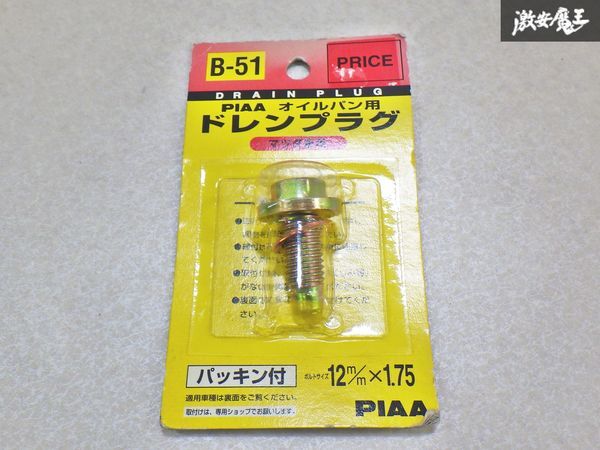 激安魔王
B-51
PRICE
DRAIN PLUG
PIAA オイルパン用
ドレンプラグ
パッキン付
ボルトサイズ 12m/m×1.75
適用車種は裏面をご覧ください。
取付けは、専用ショップでお願いします。
PIAA